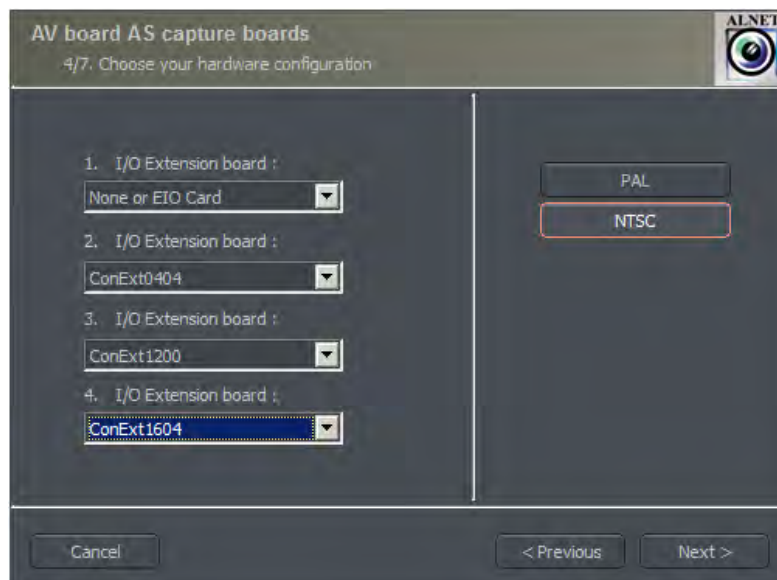 AV board AS capture boards
ALNET
4/7. Choose your hardware configuration
1. I/O Extension board :
None or EIO Card
2. I/O Extension board :
ConExt0404
3. I/O Extension board :
ConExt1200
4. I/O Extension board :
ConExt1604
PAL
NTSC
Cancel
< Previous
Next >